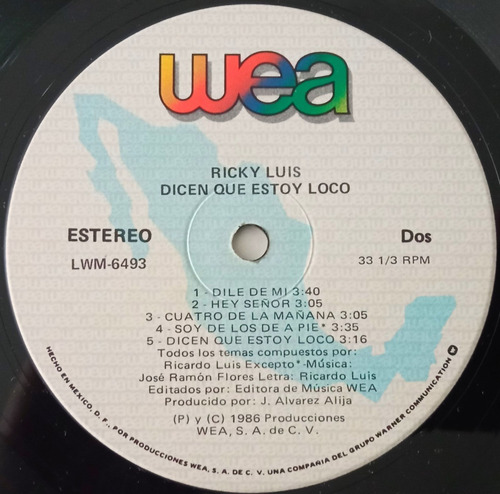 wea
RICKY LUIS
DICEN QUE ESTOY LOCO
ESTEREO
Dos
LWM-6493
33 1/3 RPM
1 - DILE DE MI 3:40
2 - HEY SEÑOR 3:05
3 - CUATRO DE LA MAÑANA 3:05
4 - SOY DE LOS DE A PIE* 3:35
5 - DICEN QUE ESTOY LOCO 3:16
Todos los temas compuestos por:
Ricardo Luis Excepto*-Música:
José Ramón Flores Letra: Ricardo Luis
Editados por: Editora de Música WEA
Producido por: J. Alvarez Alija
(P) y (C) 1986 Producciones
WEA, S. A. de C. V.
HECHO EN MEXICO, D. F., POR PRODUCCIONES WEA, S. A. DE C. V. UNA COMPAÑIA DEL GRUPO WARNER COMMUNICATION